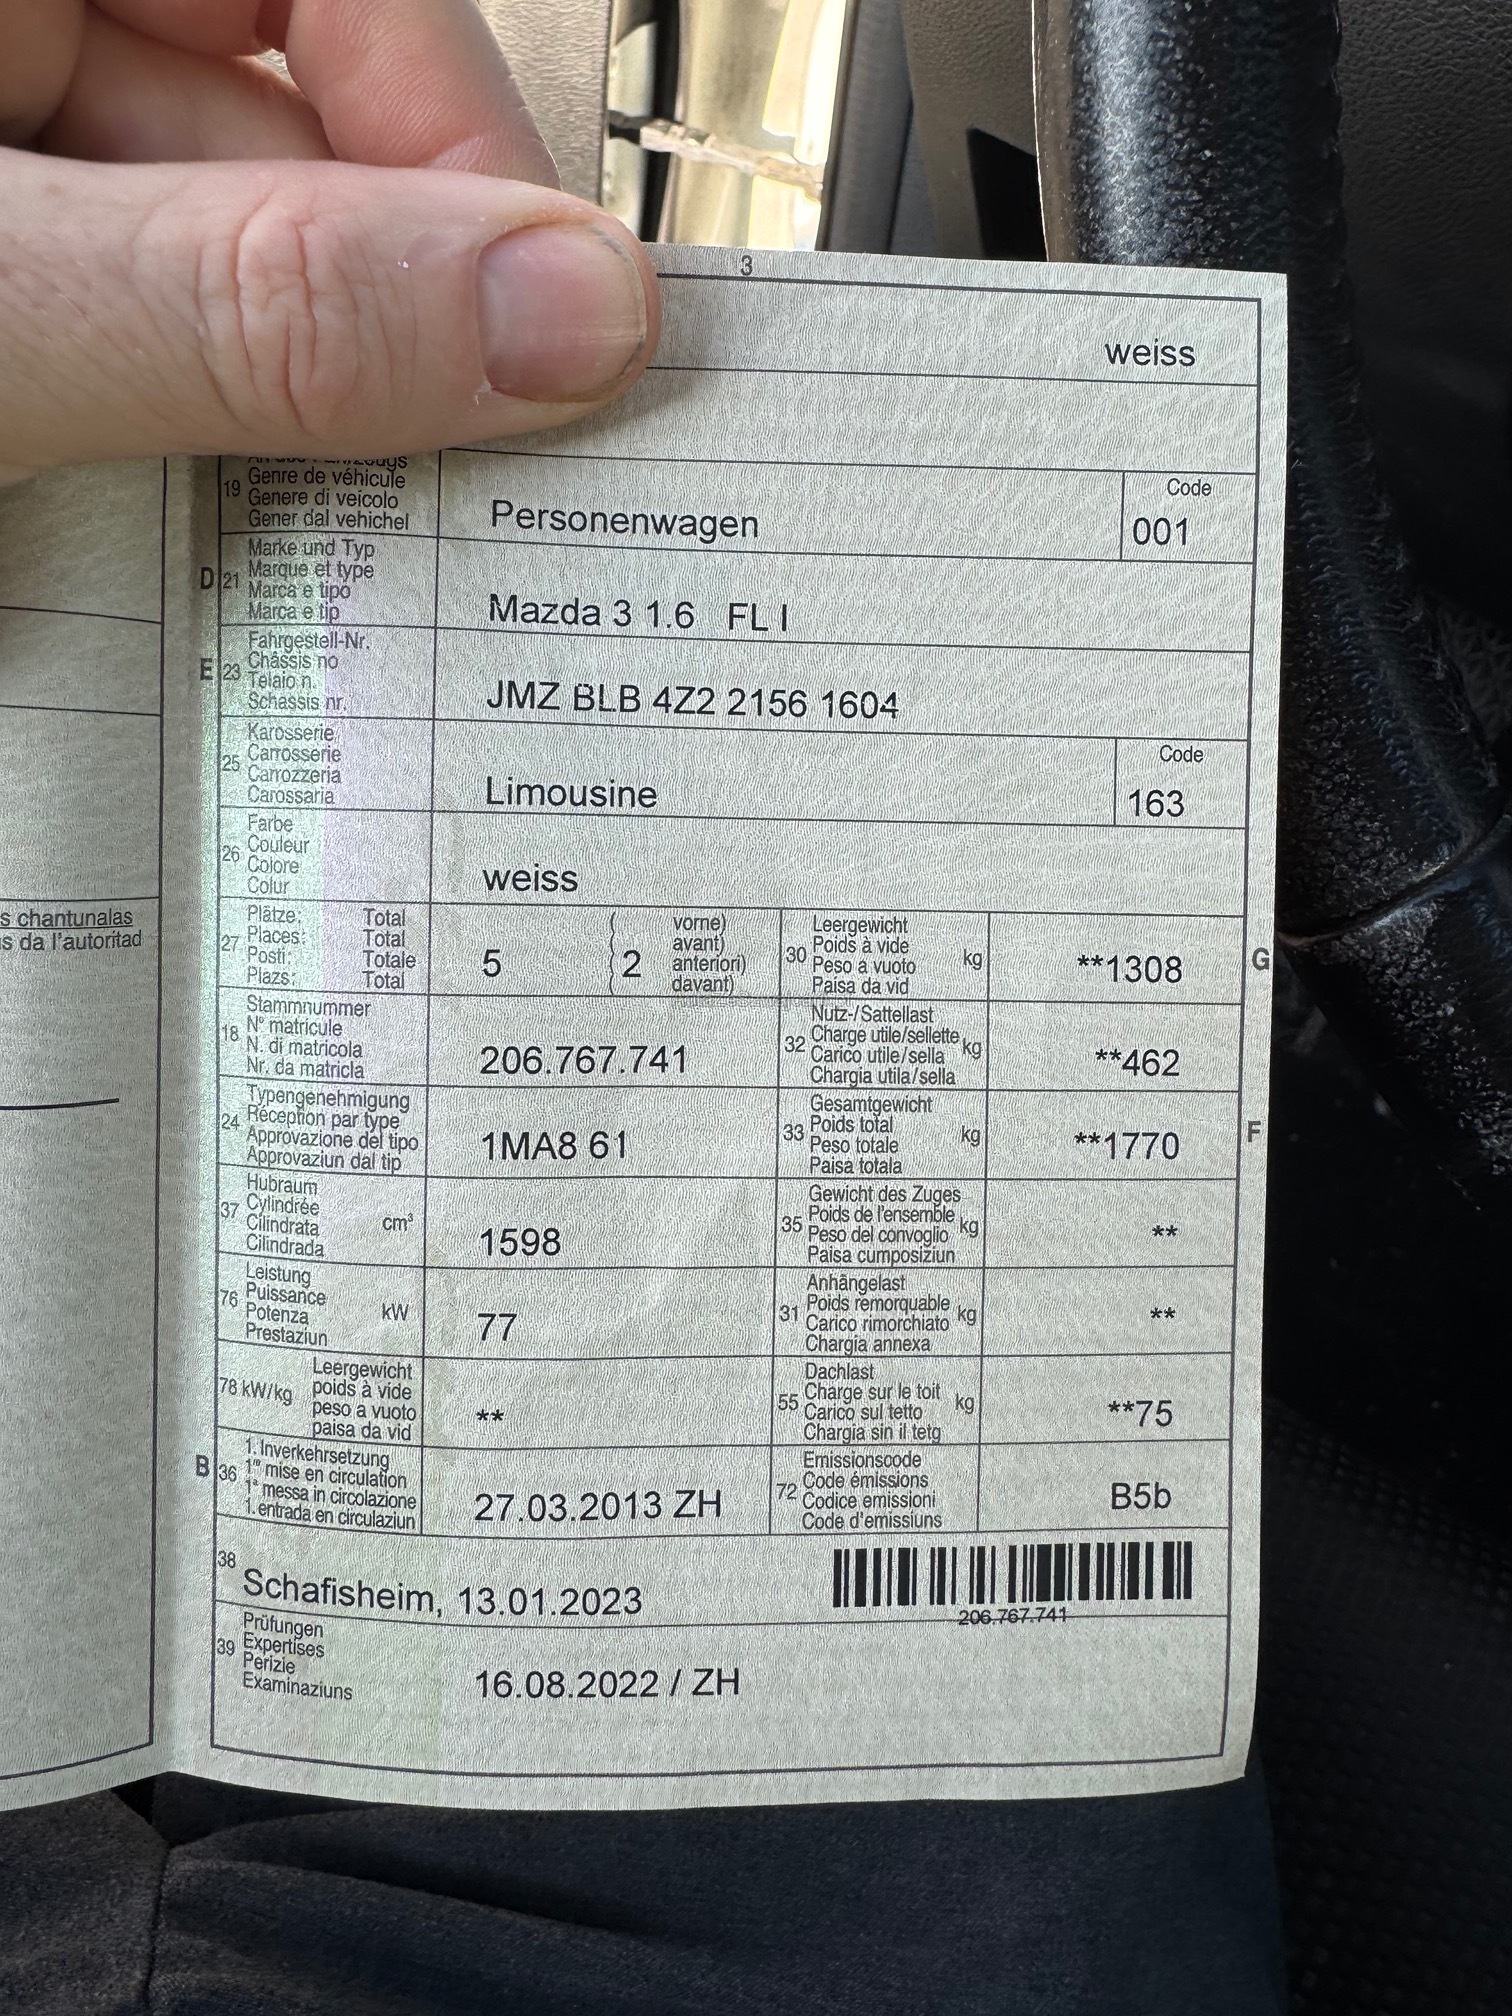 3
weiss
19 Genre de véhicule
Genere di veicolo
Gener dal vehichel
Personenwagen
Code
001
D 21 Marke und Typ
Marque et type
Marca e tipo
Marca e tip
Mazda 3 1.6 FL I
E 23 Fahrgestell-Nr.
Châssis no
Telaio n.
Schassis nr.
JMZ BLB 4Z2 2156 1604
25 Karosserie
Carrosserie
Carrozzeria
Carossaria
Limousine
Code
163
26 Farbe
Couleur
Colore
Colur
weiss
s chantunalas
s da l'autoritad
27 Plätze: Total
Places: Total
Posti: Totale
Plazs: Total
5
( 2 vorne)
( avant)
( anteriori)
( davant)
30 Leergewicht
Poids à vide
Peso a vuoto
Paisa da vid
kg
**1308
G
18 Stammnummer
N° matricule
N. di matricola
Nr. da matricla
206.767.741
32 Nutz-/Sattellast
Charge utile/sellette
Carico utile/sella
Chargia utila/sella
kg
**462
24 Typengenehmigung
Réception par type
Approvazione del tipo
Approvaziun dal tip
1MA8 61
33 Gesamtgewicht
Poids total
Peso totale
Paisa totala
kg
**1770
F
37 Hubraum
Cylindrée
Cilindrata
Cilindrada
cm³
1598
35 Gewicht des Zuges
Poids de l'ensemble
Peso del convoglio
Paisa cumposiziun
kg
**
76 Leistung
Puissance
Potenza
Prestaziun
kW
77
31 Anhängelast
Poids remorquable
Carico rimorchiato
Chargia annexa
kg
**
78 kW/kg Leergewicht
poids à vide
peso a vuoto
paisa da vid
**
55 Dachlast
Charge sur le toit
Carico sul tetto
Chargia sin il tetg
kg
**75
B 36 1. Inverkehrsetzung
1re mise en circulation
1a messa in circolazione
1. entrada en circulaziun
27.03.2013 ZH
72 Emissionscode
Code émissions
Codice emissioni
Code d'emissiuns
B5b
38
Schafisheim, 13.01.2023
206.767.741
39 Prüfungen
Expertises
Perizie
Examinaziuns
16.08.2022 / ZH